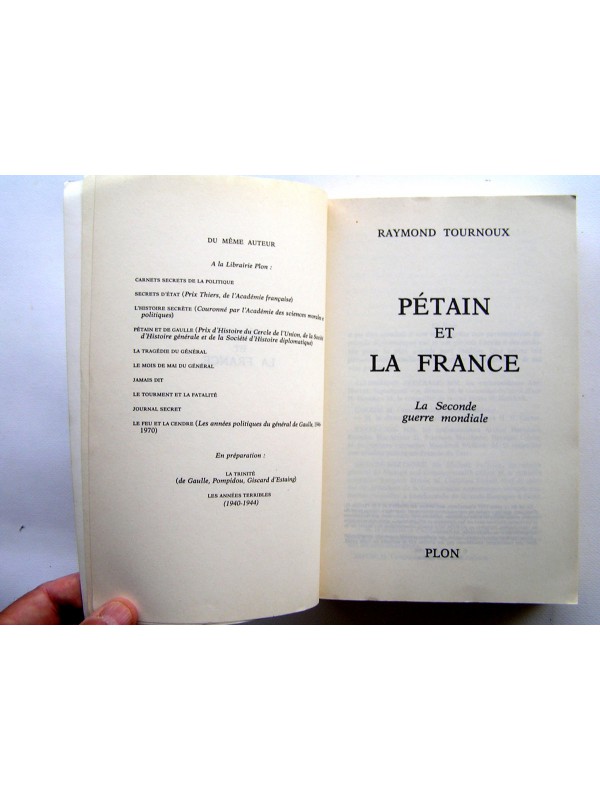 DU MÊME AUTEUR
A la Librairie Plon :
CARNETS SECRETS DE LA POLITIQUE
SECRETS D'ÉTAT (Prix Thiers, de l'Académie française)
L'HISTOIRE SECRÈTE (Couronné par l'Académie des sciences morales
politiques)
PÉTAIN ET DE GAULLE (Prix d'Histoire du Cercle de l'Union, de la Société
d'Histoire générale et de la Société d'Histoire diplomatique)
LA TRAGÉDIE DU GÉNÉRAL
LE MOIS DE MAI DU GÉNÉRAL
JAMAIS DIT
LE TOURMENT ET LA FATALITÉ
JOURNAL SECRET
LE FEU ET LA CENDRE (Les années politiques du général de Gaulle,
1970)
En préparation :
LA TRINITÉ
(de Gaulle, Pompidou, Giscard d'Estaing)
LES ANNÉES TERRIBLES
(1940-1944)
RAYMOND TOURNOUX
PÉTAIN
ET
LA FRANCE
La Seconde
guerre mondiale
PLON